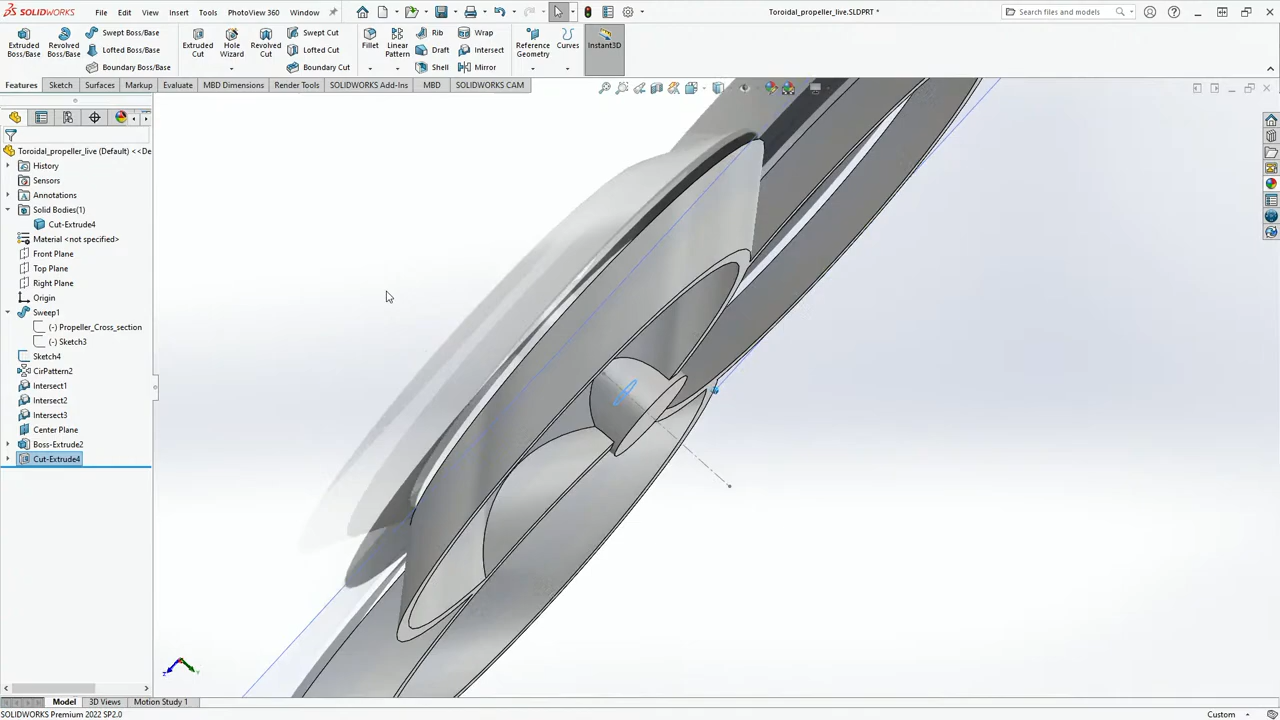 SOLIDWORKS File Edit View Insert Tools PhotoView 360 Window Toroidal_propeller_live.SLDPRT * Search files and models
Extruded Boss/Base
Revolved Boss/Base
Swept Boss/Base
Lofted Boss/Base
Boundary Boss/Base
Extruded Cut
Hole Wizard
Revolved Cut
Swept Cut
Lofted Cut
Boundary Cut
Fillet
Linear Pattern
Rib
Draft
Shell
Wrap
Intersect
Mirror
Reference Geometry
Curves
Instant3D
Features Sketch Surfaces Markup Evaluate MBD Dimensions Render Tools SOLIDWORKS Add-Ins MBD SOLIDWORKS CAM
Toroidal_propeller_live (Default) <<De
History
Sensors
Annotations
Solid Bodies(1)
Cut-Extrude4
Material <not specified>
Front Plane
Top Plane
Right Plane
Origin
Sweep1
(-) Propeller_Cross_section
(-) Sketch3
Sketch4
CirPattern2
Intersect1
Intersect2
Intersect3
Center Plane
Boss-Extrude2
Cut-Extrude4
Z Y
Model 3D Views Motion Study 1
SOLIDWORKS Premium 2022 SP2.0 Custom